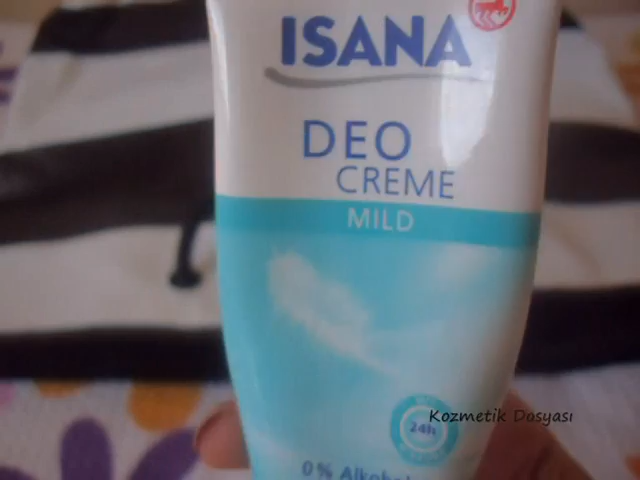 ISANA
DEO
CREME
MILD
24h
Kozmetik Dosyası
0% Alkohol